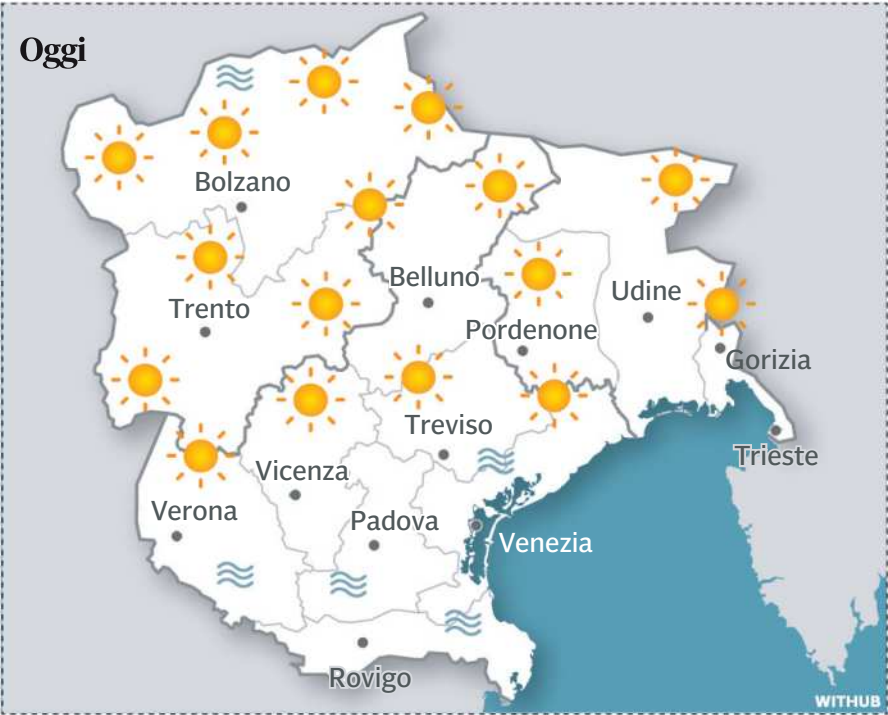 Oggi
Bolzano
Belluno
Udine
Trento
Pordenone
Gorizia
Treviso
Trieste
Vicenza
Verona
Padova
Venezia
Rovigo
WITHUB